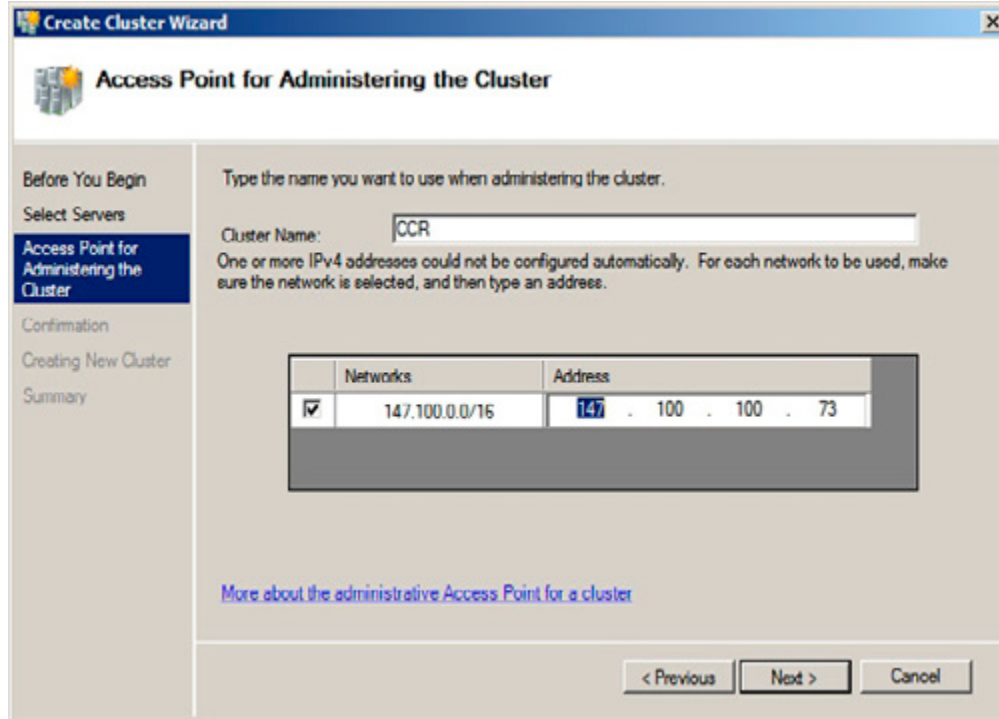 Create Cluster Wizard
Access Point for Administering the Cluster
Before You Begin
Select Servers
Access Point for
Administering the
Cluster
Confirmation
Creating New Cluster
Summary
Type the name you want to use when administering the cluster.
Cluster Name: CCR
One or more IPv4 addresses could not be configured automatically. For each network to be used, make
sure the network is selected, and then type an address.
Networks Address
147.100.0.0/16 147 . 100 . 100 . 73
More about the administrative Access Point for a cluster
< Previous Next > Cancel